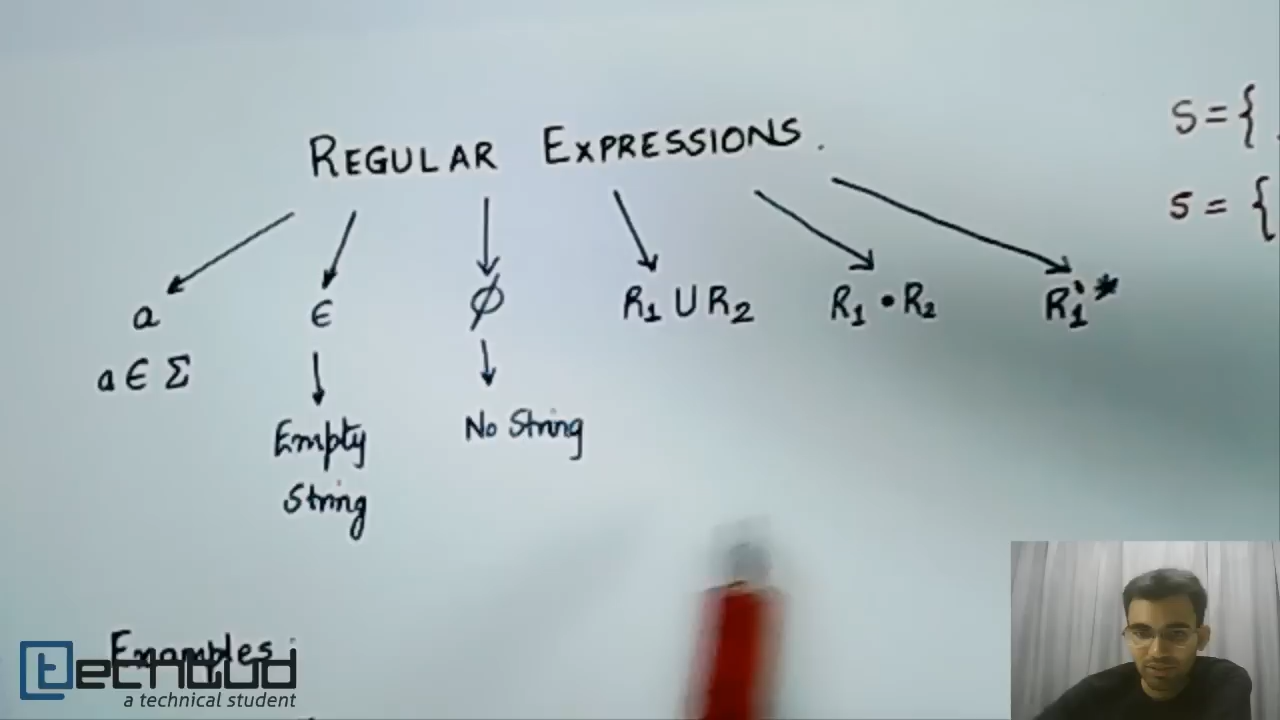 REGULAR EXPRESSIONS.
S={
S={
a
ϵ
ϕ
R1 ∪ R2
R1 • R2
R1*
a ϵ Σ
Empty
String
No String
Examples:
a technical student